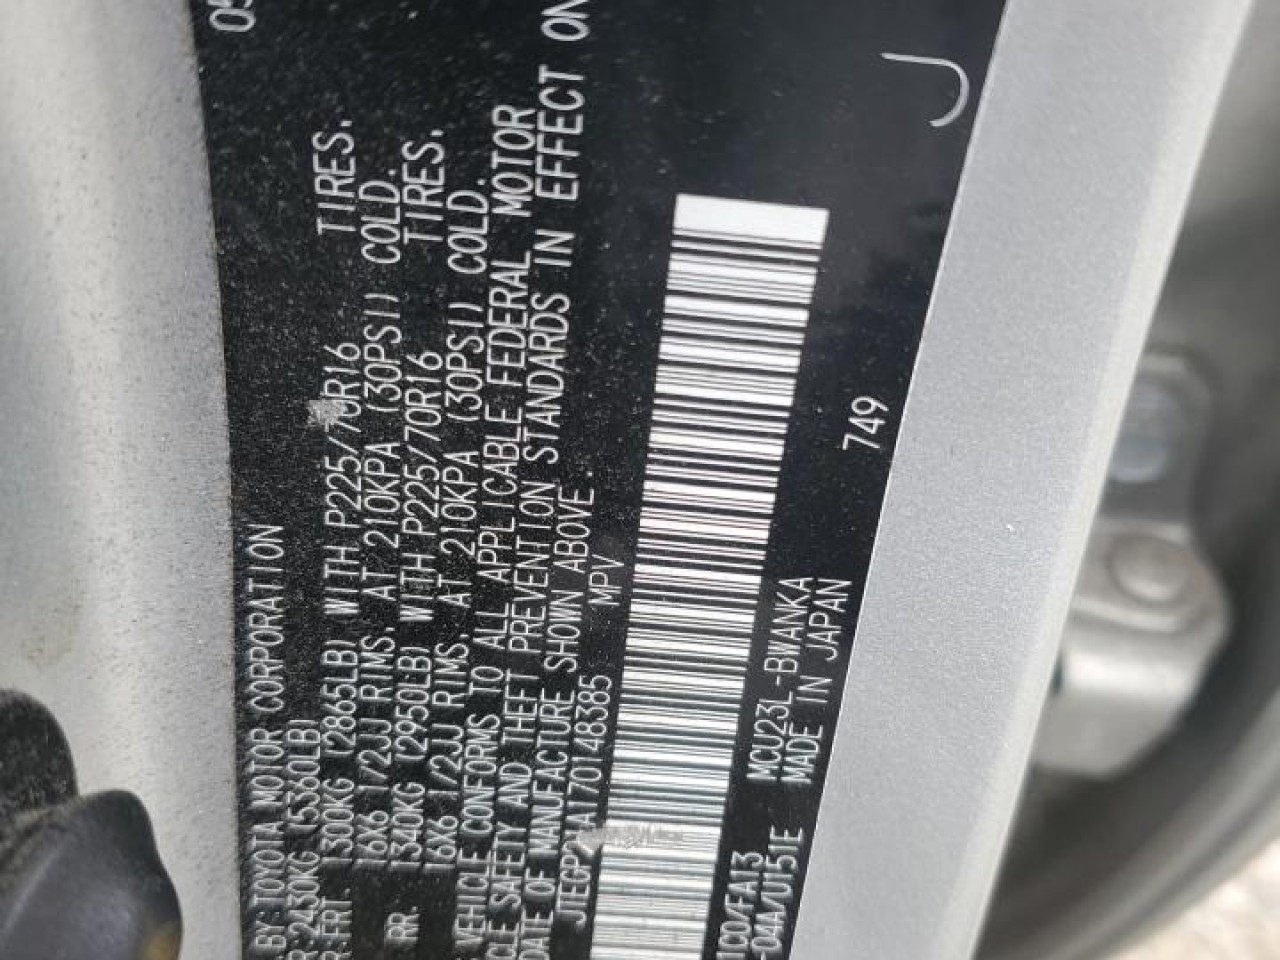 05
BY: TOYOTA MOTOR CORPORATION
R: 2430KG (5360LB)
R: FRT. 1300KG (2865LB) WITH P225/70R16 TIRES.
16X6 1/2JJ RIMS. AT 210KPA (30PSI) COLD.
RR. 1340KG (2950LB) WITH P225/70R16 TIRES.
16X6 1/2JJ RIMS. AT 210KPA (30PSI) COLD.
VEHICLE CONFORMS TO ALL APPLICABLE FEDERAL MOTOR
CLE SAFETY AND THEFT PREVENTION STANDARDS IN EFFECT ON
DATE OF MANUFACTURE SHOWN ABOVE.
JTEGP21A170148385 MPV
1C0/FA13 MCU23L-BWANKA
-04A/U151E MADE IN JAPAN
749